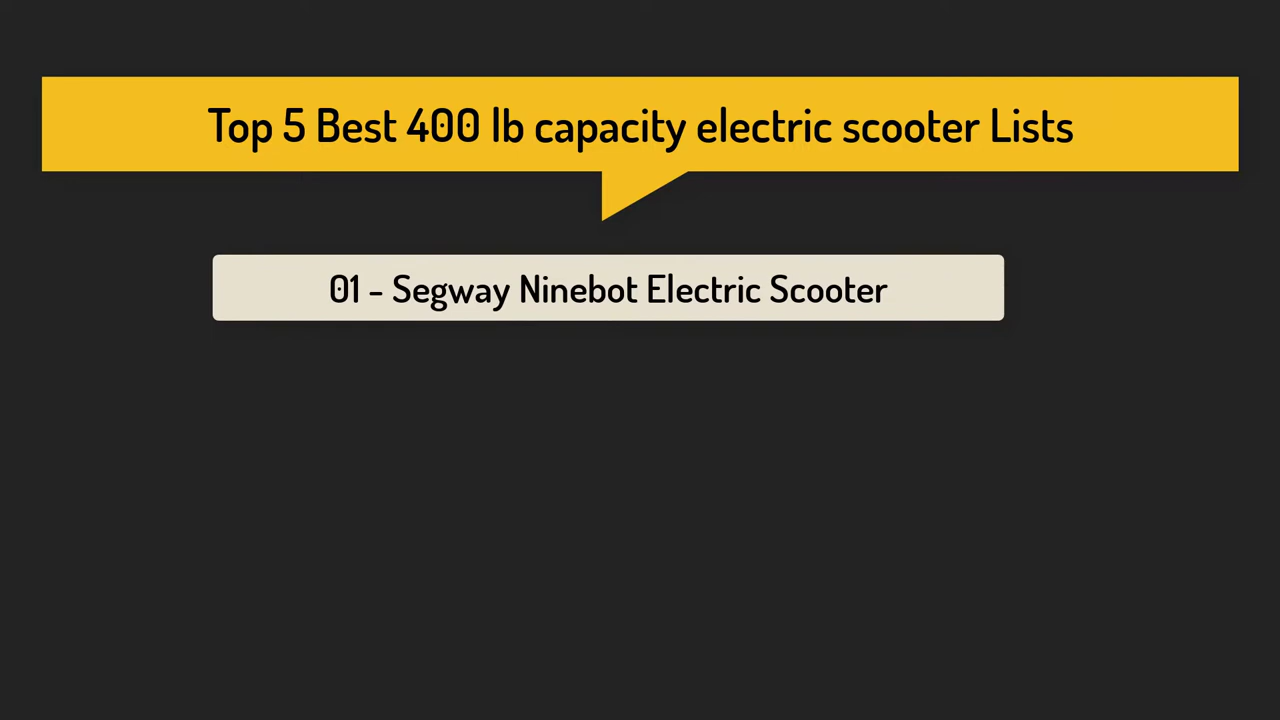 Top 5 Best 400 lb capacity electric scooter Lists
01 - Segway Ninebot Electric Scooter